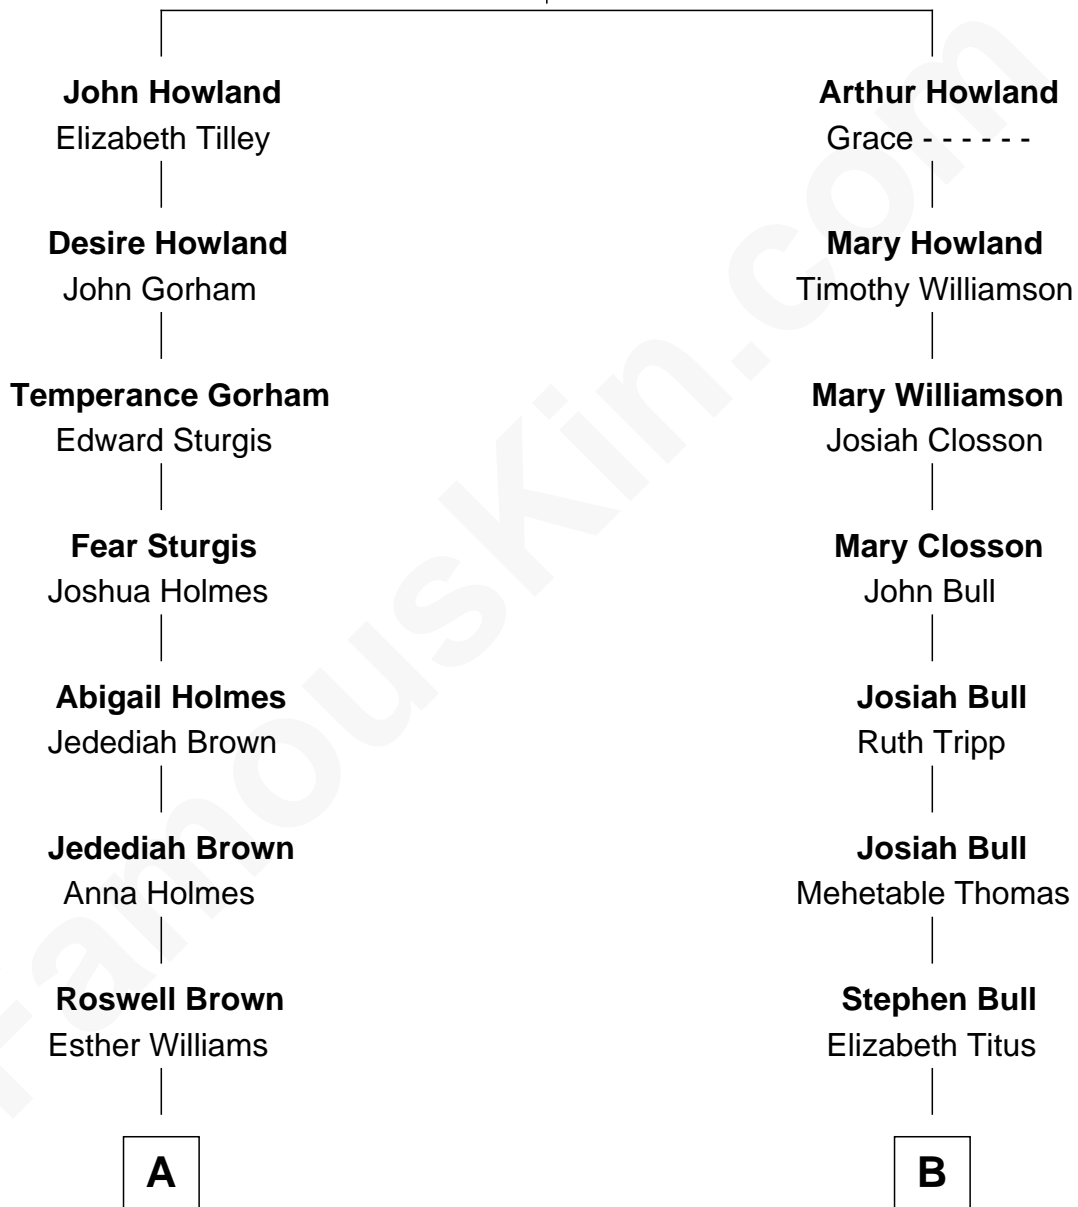 John Howland
Elizabeth Tilley
Desire Howland
John Gorham
Temperance Gorham
Edward Sturgis
Fear Sturgis
Joshua Holmes
Abigail Holmes
Jedediah Brown
Jedediah Brown
Anna Holmes
Roswell Brown
Esther Williams
A
Arthur Howland
Grace - - - - - -
Mary Howland
Timothy Williamson
Mary Williamson
Josiah Closson
Mary Closson
John Bull
Josiah Bull
Ruth Tripp
Josiah Bull
Mehetable Thomas
Stephen Bull
Elizabeth Titus
B
FamousKin.com